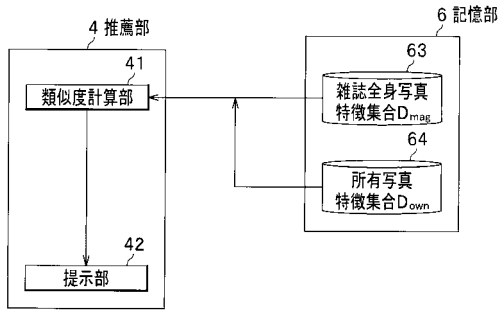 4 推薦部
41
類似度計算部
42
提示部
6 記憶部
63
雑誌全身写真
特徴集合Dmag
64
所有写真
特徴集合Down